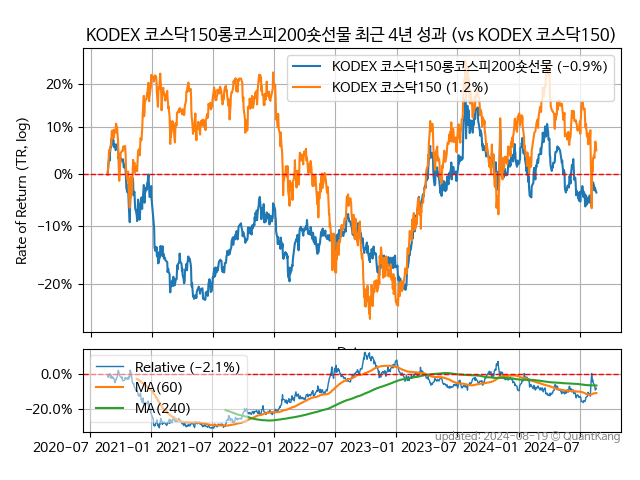 KODEX 코스닥150롱코스피200숏선물 최근 4년 성과 (vs KODEX 코스닥150)
KODEX 코스닥150롱코스피200숏선물 (−0.9%)
KODEX 코스닥150 (1.2%)
Rate of Return (TR, log)
20%
10%
0%
−10%
−20%
Relative (−2.1%)
MA(60)
MA(240)
0.0%
−20.0%
updated: 2024-08-19 © QuantKang
2020-07 2021-01 2021-07 2022-01 2022-07 2023-01 2023-07 2024-01 2024-07